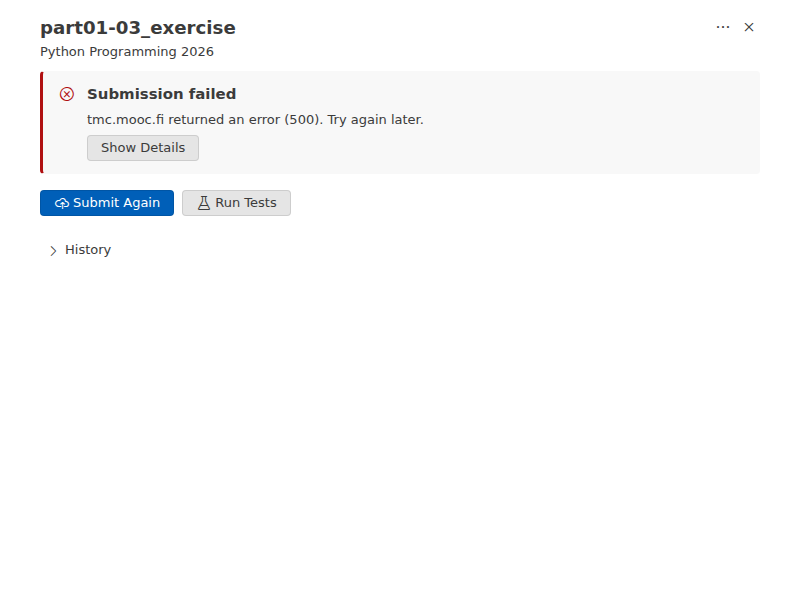 part01-03_exercise
Python Programming 2026
Submission failed
tmc.mooc.fi returned an error (500). Try again later.
Show Details
Submit Again
Run Tests
History